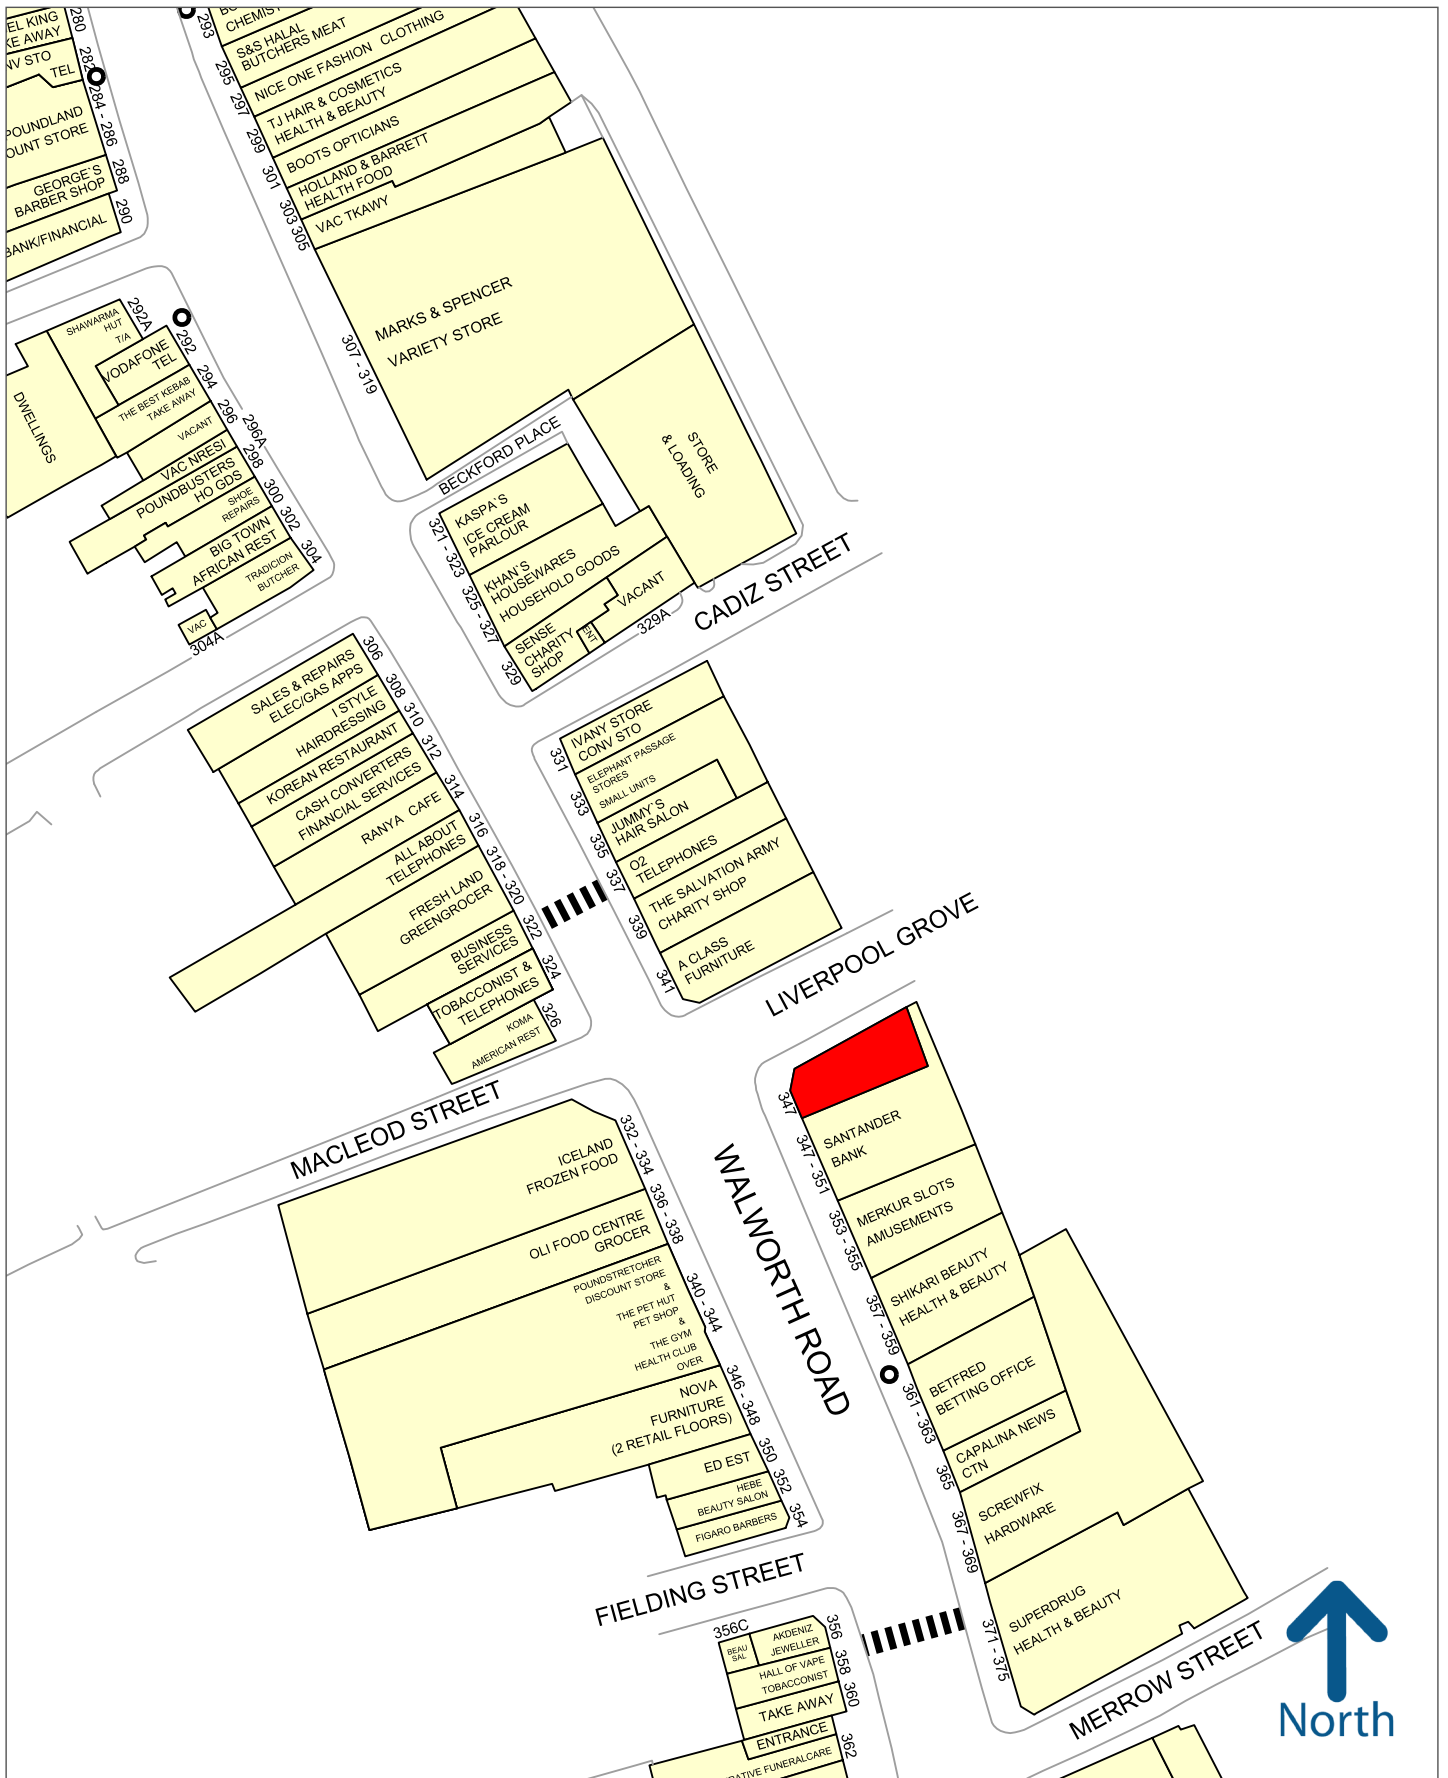 280
EL KING
KE AWAY
NV STO
TEL
282
284 - 286
POUNDLAND
OUNT STORE
GEORGE`S
BARBER SHOP
288
BANK/FINANCIAL
290
293
CHEMIST
S&S HALAL
BUTCHERS MEAT
295
NICE ONE FASHION CLOTHING
297
TJ HAIR & COSMETICS
HEALTH & BEAUTY
299
BOOTS OPTICIANS
301
HOLLAND & BARRETT
HEALTH FOOD
303
VAC TKAWY
305
MARKS & SPENCER
VARIETY STORE
307 - 319
STORE
& LOADING
DWELLINGS
SHAWARMA
HUT
T/A
292A
VODAFONE
TEL
292
THE BEST KEBAB
TAKE AWAY
294
VACANT
296
296A
VAC NRESI
298
POUNDBUSTERS
HO GDS
SHOE
REPAIRS
300
BIG TOWN
AFRICAN REST
302
TRADICION
BUTCHER
304
VAC
304A
BECKFORD PLACE
KASPA`S
ICE CREAM
PARLOUR
321 - 323
KHAN`S
HOUSEWARES
HOUSEHOLD GOODS
325 - 327
SENSE
CHARITY
SHOP
329
ENT
VACANT
329A
CADIZ STREET
SALES & REPAIRS
ELEC/GAS APPS
306
I STYLE
HAIRDRESSING
308
KOREAN RESTAURANT
310
CASH CONVERTERS
FINANCIAL SERVICES
312
RANYA CAFE
314
ALL ABOUT
TELEPHONES
316
FRESH LAND
GREENGROCER
318 - 320
BUSINESS
SERVICES
322
TOBACCONIST &
TELEPHONES
324
KOMA
AMERICAN REST
326
IVANY STORE
CONV STO
331
ELEPHANT PASSAGE
STORES
SMALL UNITS
333
JUMMY`S
HAIR SALON
335
O2
TELEPHONES
337
THE SALVATION ARMY
CHARITY SHOP
339
A CLASS
FURNITURE
341
LIVERPOOL GROVE
MACLEOD STREET
347
SANTANDER
BANK
347 - 351
MERKUR SLOTS
AMUSEMENTS
353 - 355
SHIKARI BEAUTY
HEALTH & BEAUTY
357 - 359
BETFRED
BETTING OFFICE
361 - 363
CAPALINA NEWS
CTN
365
SCREWFIX
HARDWARE
367 - 369
SUPERDRUG
HEALTH & BEAUTY
371 - 375
WALWORTH ROAD
ICELAND
FROZEN FOOD
332 - 334
OLI FOOD CENTRE
GROCER
336 - 338
POUNDSTRETCHER
DISCOUNT STORE
&
THE PET HUT
PET SHOP
&
THE GYM
HEALTH CLUB
OVER
340 - 344
NOVA
FURNITURE
(2 RETAIL FLOORS)
346 - 348
ED EST
350
HEBE
BEAUTY SALON
352
FIGARO BARBERS
354
FIELDING STREET
356C
BEAU
SAL
AKDENIZ
JEWELLER
356
HALL OF VAPE
TOBACCONIST
358
TAKE AWAY
360
ENTRANCE
RATIVE FUNERALCARE
362
MERROW STREET
North